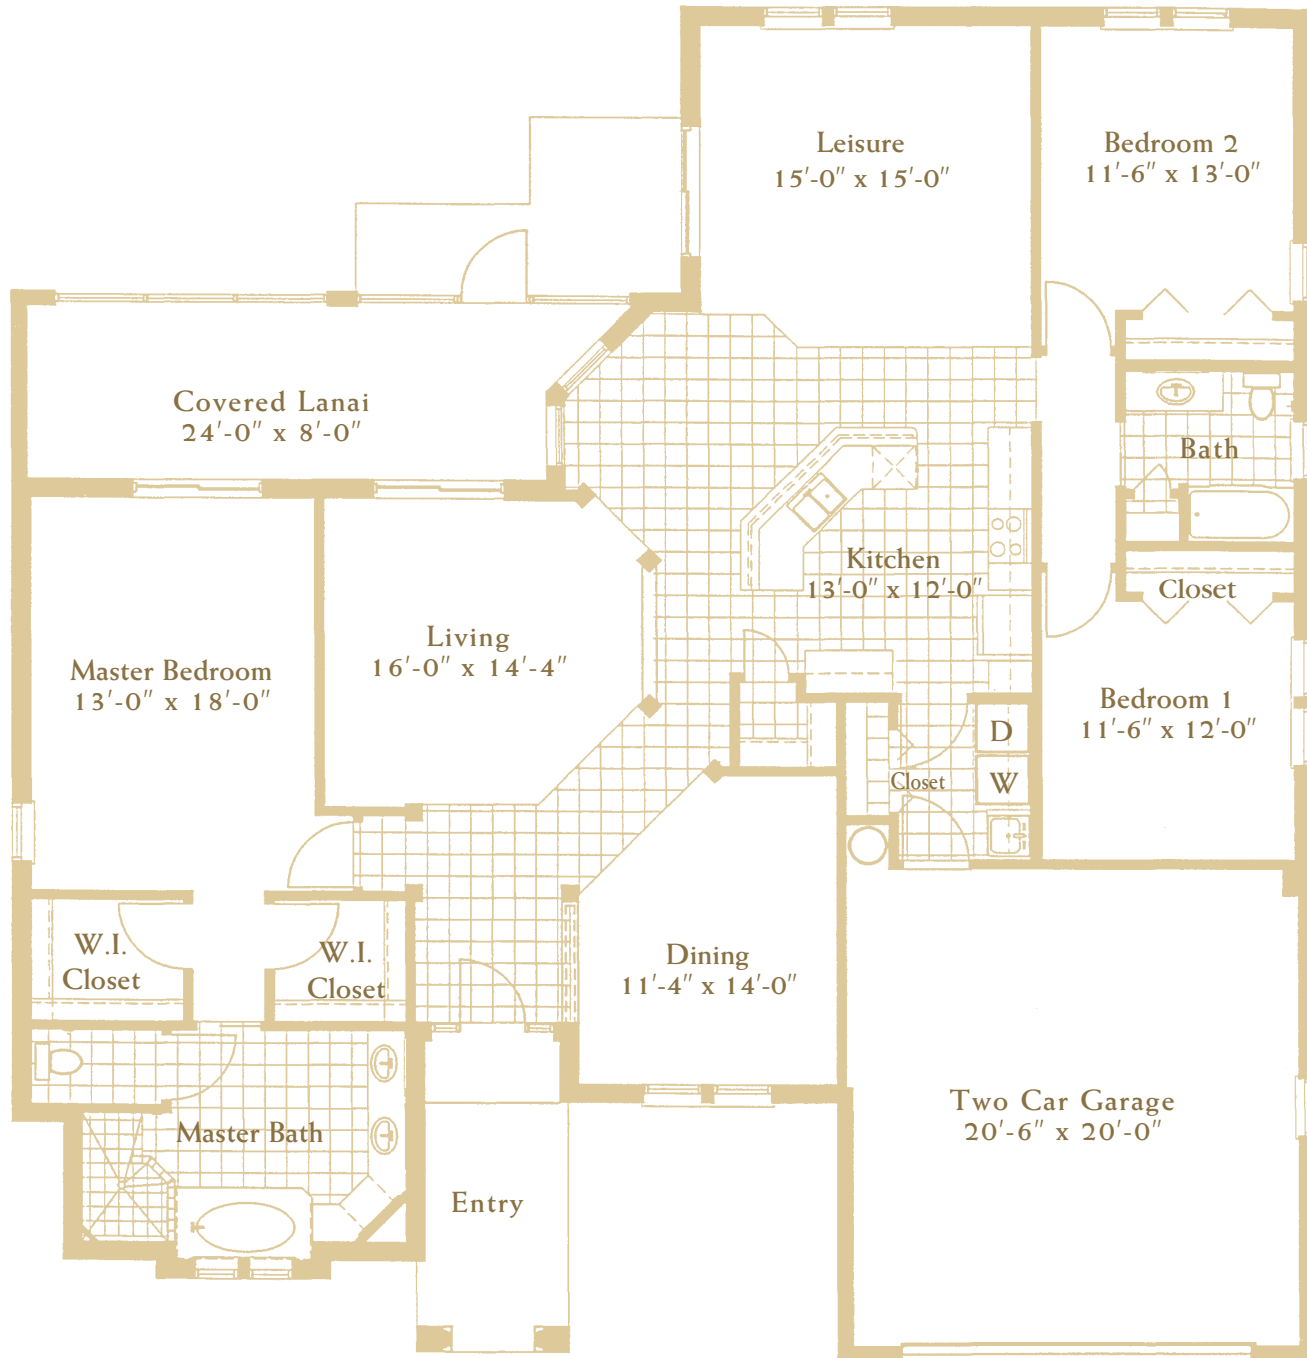 Leisure
15'-0" x 15'-0"
Bedroom 2
11'-6" x 13'-0"
Covered Lanai
24'-0" x 8'-0"
Bath
Kitchen
13'-0" x 12'-0"
Closet
Living
16'-0" x 14'-4"
Master Bedroom
13'-0" x 18'-0"
Bedroom 1
11'-6" x 12'-0"
D
Closet
W
W.I.
Closet
W.I.
Closet
Dining
11'-4" x 14'-0"
Master Bath
Two Car Garage
20'-6" x 20'-0"
Entry